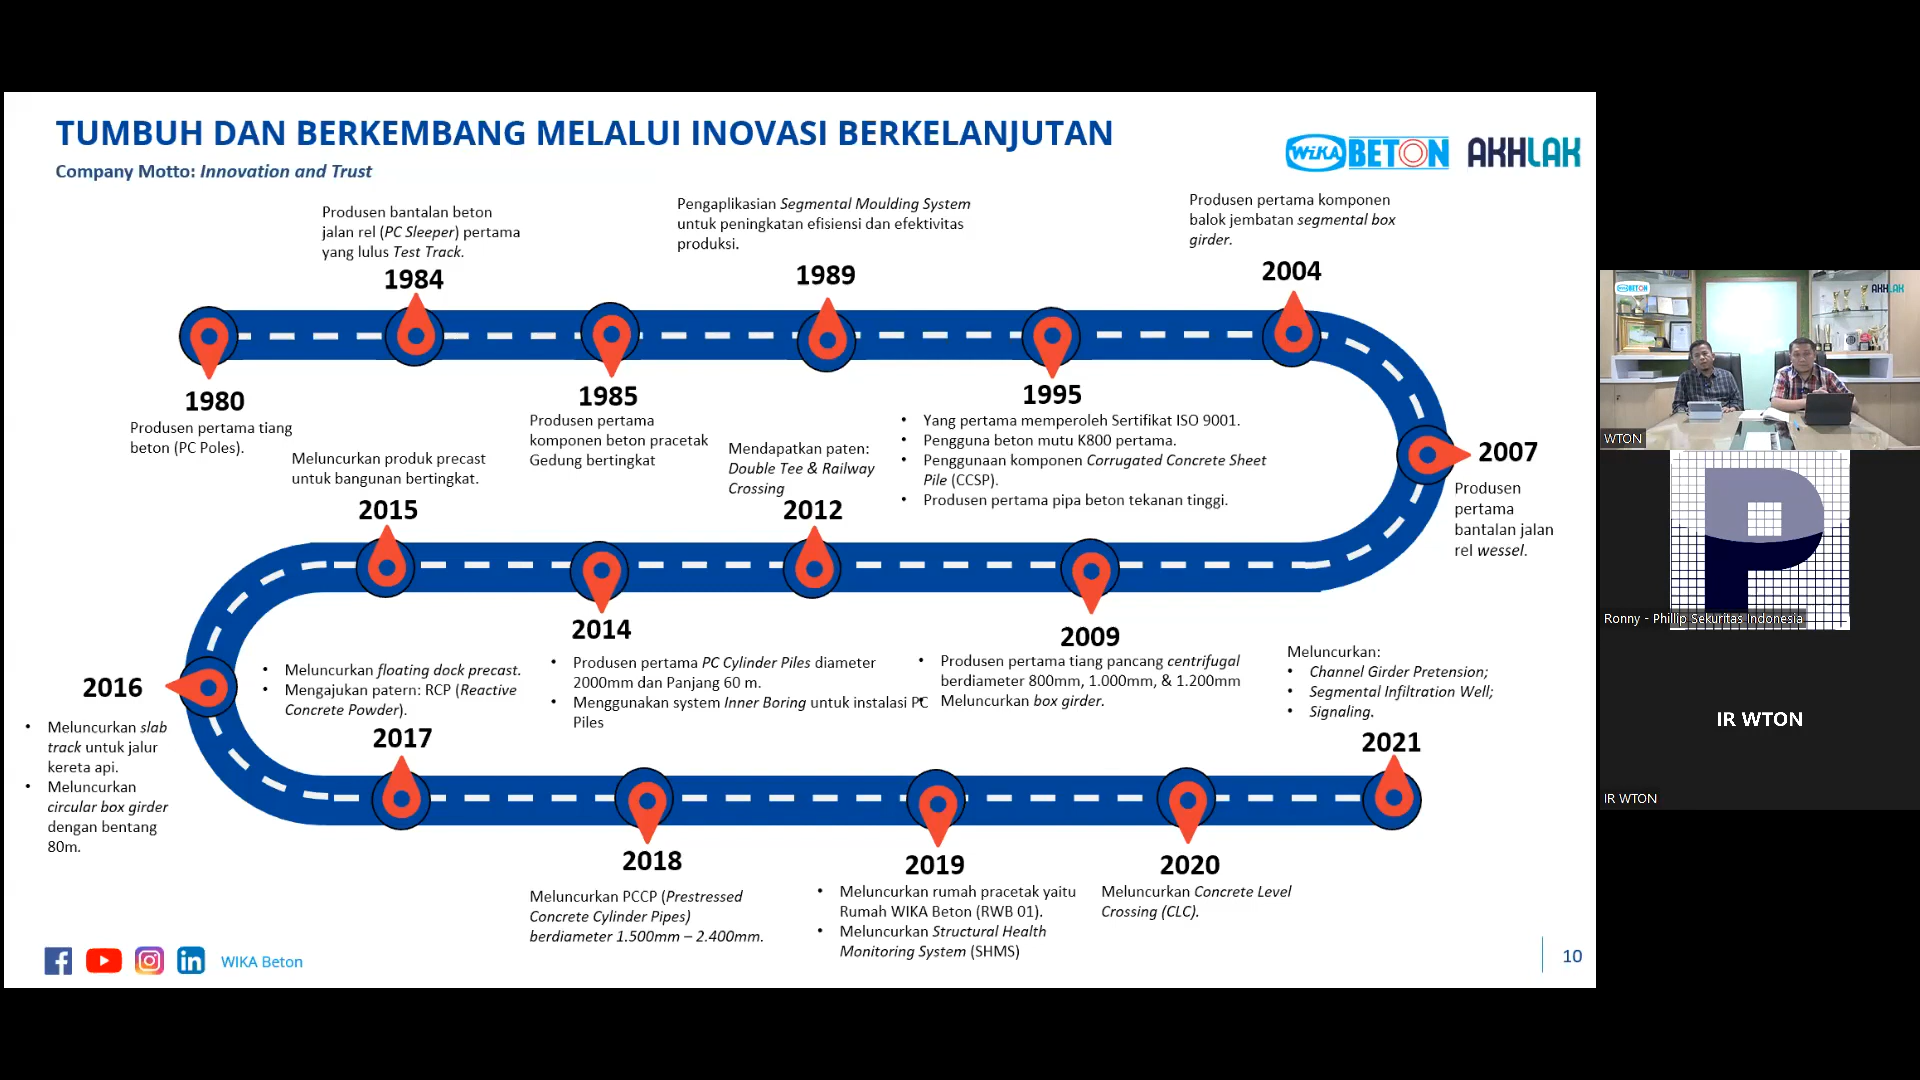 TUMBUH DAN BERKEMBANG MELALUI INOVASI BERKELANJUTAN
Company Motto: Innovation and Trust
WIKA BETON
AKHLAK
Produsen bantalan beton
jalan rel (PC Sleeper) pertama
yang lulus Test Track.
1984
Pengaplikasian Segmental Moulding System
untuk peningkatan efisiensi dan efektivitas
produksi.
1989
Produsen pertama komponen
balok jembatan segmental box
girder.
2004
1980
Produsen pertama tiang
beton (PC Poles).
1985
Produsen pertama
komponen beton pracetak
Gedung bertingkat
1995
• Yang pertama memperoleh Sertifikat ISO 9001.
• Pengguna beton mutu K800 pertama.
• Penggunaan komponen Corrugated Concrete Sheet
Pile (CCSP).
• Produsen pertama pipa beton tekanan tinggi.
2007
Produsen
pertama
bantalan jalan
rel wessel.
Meluncurkan produk precast
untuk bangunan bertingkat.
2015
Mendapatkan paten:
Double Tee & Railway
Crossing
2012
2014
• Produsen pertama PC Cylinder Piles diameter
2000mm dan Panjang 60 m.
• Menggunakan system Inner Boring untuk instalasi PC
Piles
2009
• Produsen pertama tiang pancang centrifugal
berdiameter 800mm, 1.000mm, & 1.200mm
• Meluncurkan box girder.
2016
• Meluncurkan slab
track untuk jalur
kereta api.
• Meluncurkan
circular box girder
dengan bentang
80m.
• Meluncurkan floating dock precast.
• Mengajukan patern: RCP (Reactive
Concrete Powder).
2017
Meluncurkan:
• Channel Girder Pretension;
• Segmental Infiltration Well;
• Signaling.
2021
2018
Meluncurkan PCCP (Prestressed
Concrete Cylinder Pipes)
berdiameter 1.500mm – 2.400mm.
2019
• Meluncurkan rumah pracetak yaitu
Rumah WIKA Beton (RWB 01).
• Meluncurkan Structural Health
Monitoring System (SHMS)
2020
Meluncurkan Concrete Level
Crossing (CLC).
WIKA Beton
10
WIKA BETON
AKHLAK
WTON
Ronny - Phillip Sekuritas Indonesia
IR WTON
IR WTON